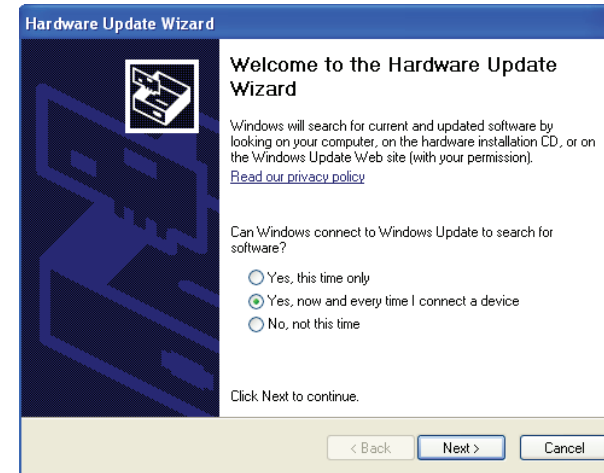 Hardware Update Wizard
Welcome to the Hardware Update
Wizard
Windows will search for current and updated software by
looking on your computer, on the hardware installation CD, or on
the Windows Update Web site (with your permission).
Read our privacy policy
Can Windows connect to Windows Update to search for
software?
Yes, this time only
Yes, now and every time I connect a device
No, not this time
Click Next to continue.
< Back
Next >
Cancel